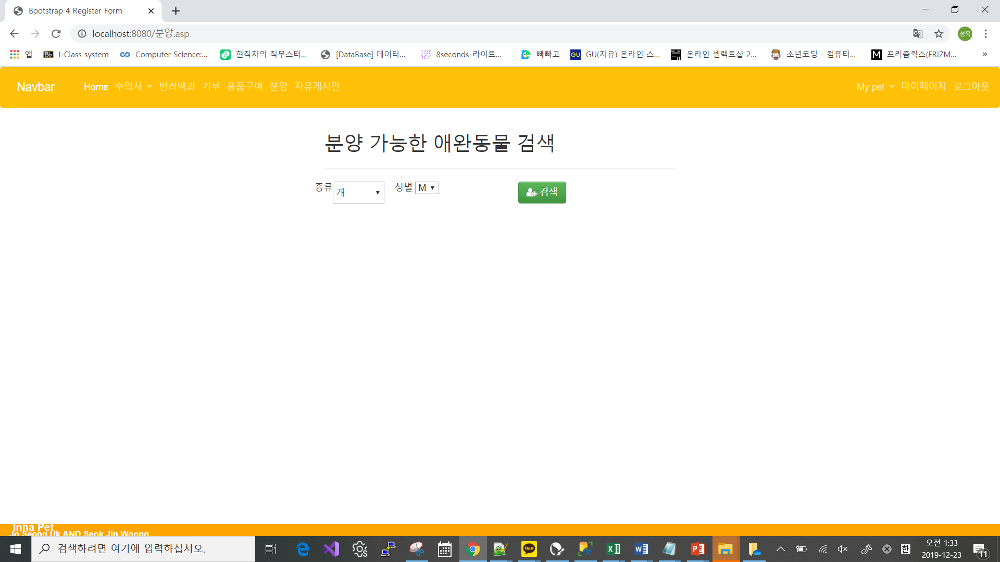 Bootstrap 4 Register Form
localhost:8080/분양.asp
성욱
앱 Bb I-Class system Computer Science:... 현직자의 직무스터... [DataBase] 데이터... 8seconds-라이트... 빠빠고 GU GU(지유) 온라인 스... 온라인 셀렉트샵 2... 소년코딩 - 컴퓨터... M 프리즘웍스(FRIZM... »
Navbar Home 수의사 반려백과 기부 용품구매 분양 자유게시판 My pet 마이페이지 로그아웃
분양 가능한 애완동물 검색
종류 개 성별 M 검색
Inha Pet
Jo Seong Uk AND Seok Jin Woong
검색하려면 여기에 입력하십시오. TALK 한 오전 1:33
2019-12-23 11